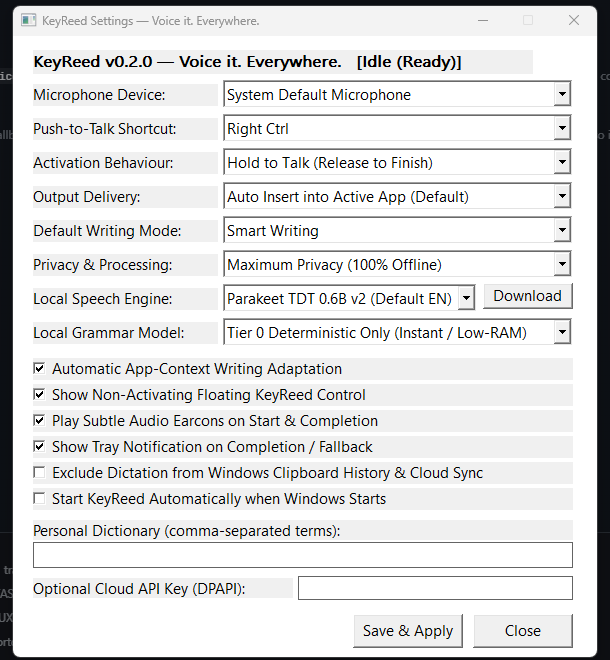 KeyReed Settings — Voice it. Everywhere.
KeyReed v0.2.0 — Voice it. Everywhere. [Idle (Ready)]
Microphone Device: System Default Microphone
Push-to-Talk Shortcut: Right Ctrl
Activation Behaviour: Hold to Talk (Release to Finish)
Output Delivery: Auto Insert into Active App (Default)
Default Writing Mode: Smart Writing
Privacy & Processing: Maximum Privacy (100% Offline)
Local Speech Engine: Parakeet TDT 0.6B v2 (Default EN) Download
Local Grammar Model: Tier 0 Deterministic Only (Instant / Low-RAM)
Automatic App-Context Writing Adaptation
Show Non-Activating Floating KeyReed Control
Play Subtle Audio Earcons on Start & Completion
Show Tray Notification on Completion / Fallback
Exclude Dictation from Windows Clipboard History & Cloud Sync
Start KeyReed Automatically when Windows Starts
Personal Dictionary (comma-separated terms):
Optional Cloud API Key (DPAPI):
Save & Apply Close